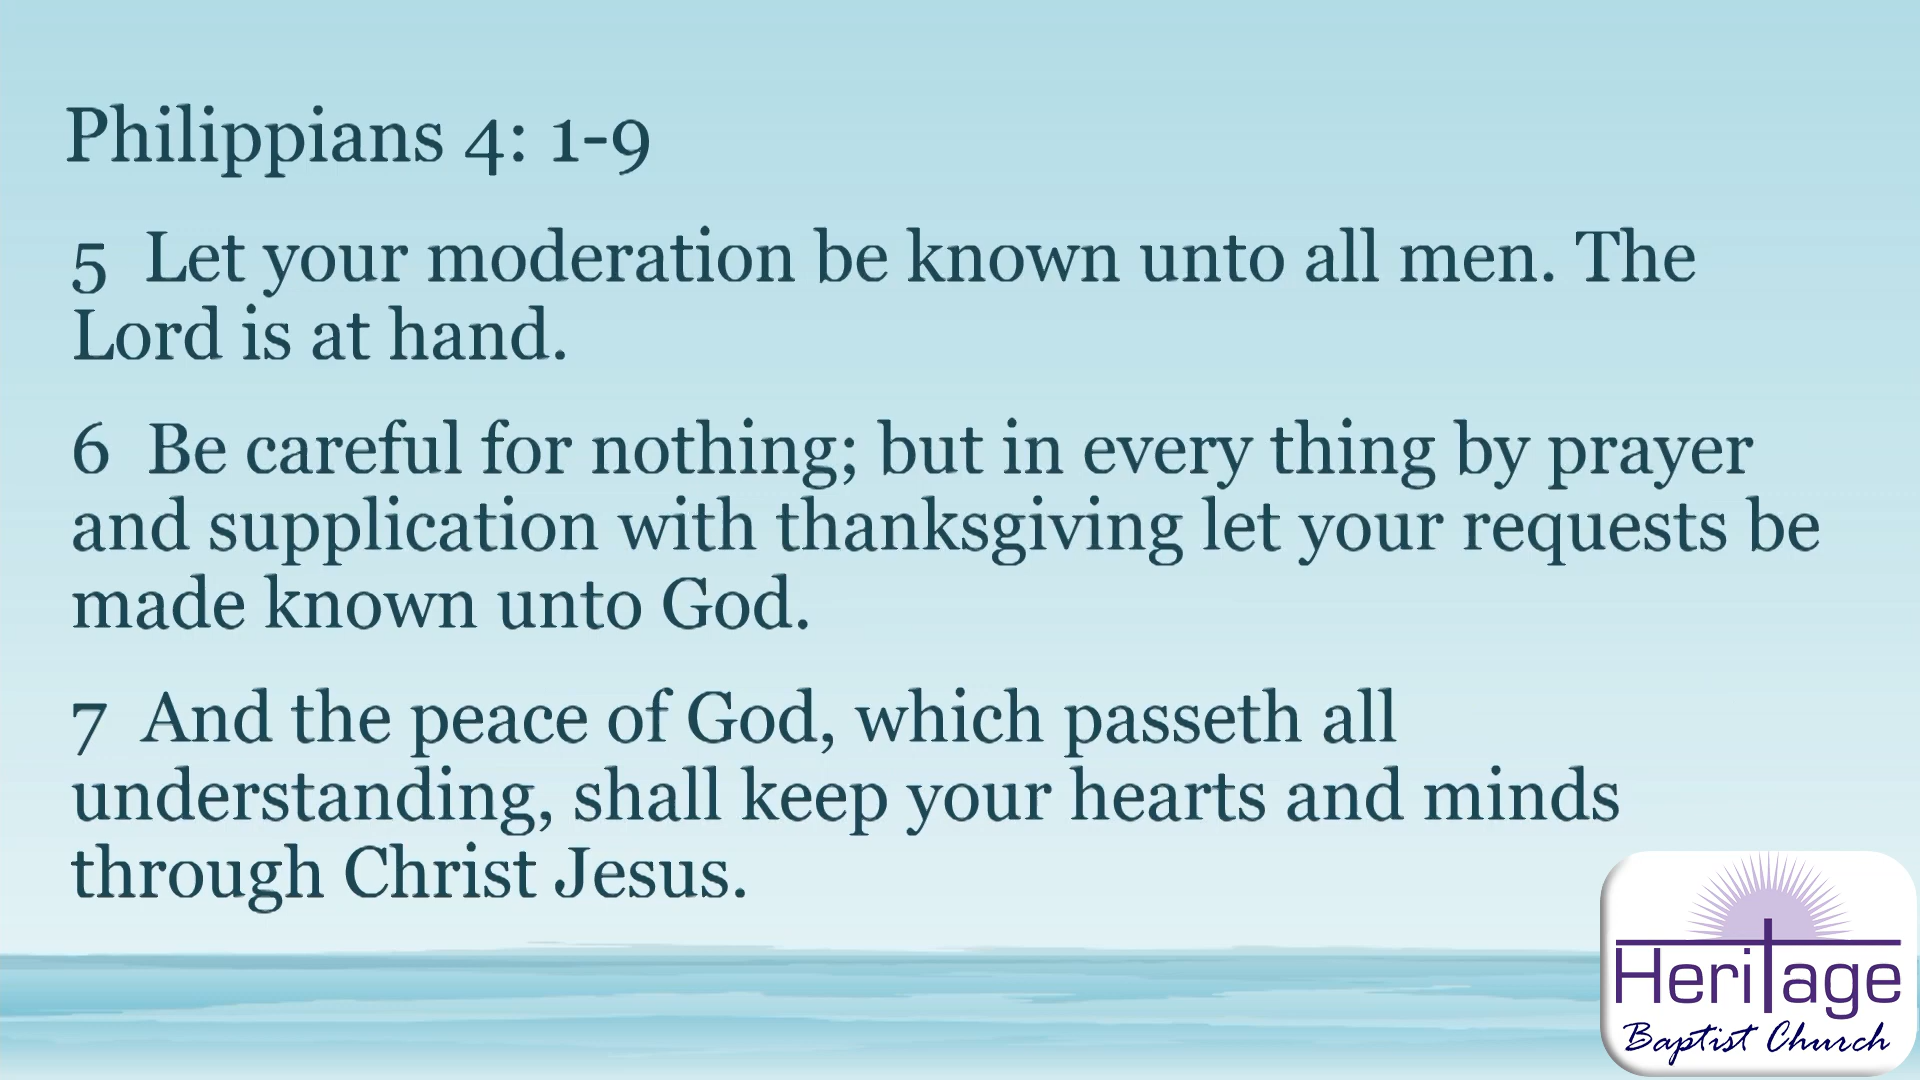 Philippians 4: 1-9
5 Let your moderation be known unto all men. The
Lord is at hand.
6 Be careful for nothing; but in every thing by prayer
and supplication with thanksgiving let your requests be
made known unto God.
7 And the peace of God, which passeth all
understanding, shall keep your hearts and minds
through Christ Jesus.
Heritage
Baptist Church